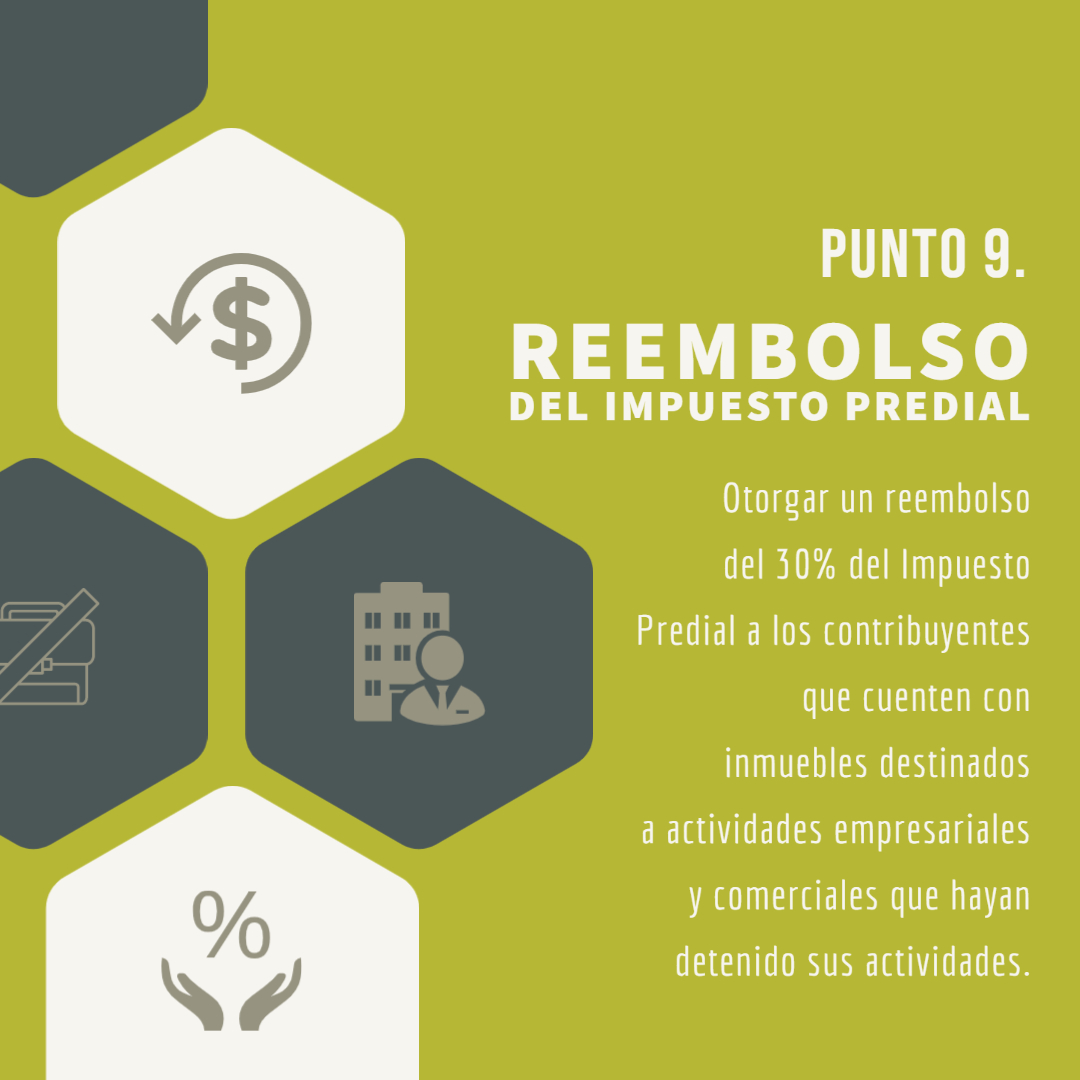 PUNTO 9.
REEMBOLSO
DEL IMPUESTO PREDIAL
Otorgar un reembolso
del 30% del Impuesto
Predial a los contribuyentes
que cuenten con
inmuebles destinados
a actividades empresariales
y comerciales que hayan
detenido sus actividades.
$
%